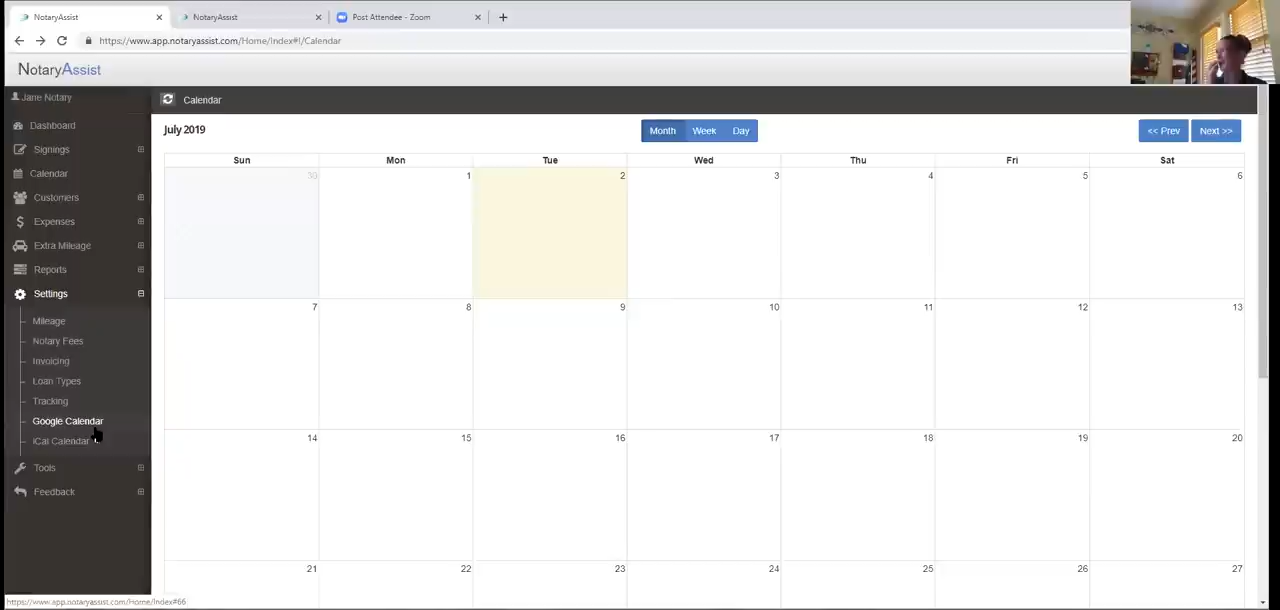 NotaryAssist
NotaryAssist
Post Attendee - Zoom
https://www.app.notaryassist.com/Home/Index#!/Calendar
NotaryAssist
Jane Notary
Calendar
Dashboard
Signings
Calendar
Customers
Expenses
Extra Mileage
Reports
Settings
Mileage
Notary Fees
Invoicing
Loan Types
Tracking
Google Calendar
iCal Calendar
Tools
Feedback
July 2019
Month Week Day
<< Prev Next >>
Sun Mon Tue Wed Thu Fri Sat
30 1 2 3 4 5 6
7 8 9 10 11 12 13
14 15 16 17 18 19 20
21 22 23 24 25 26 27
https://www.app.notaryassist.com/Home/Index#66